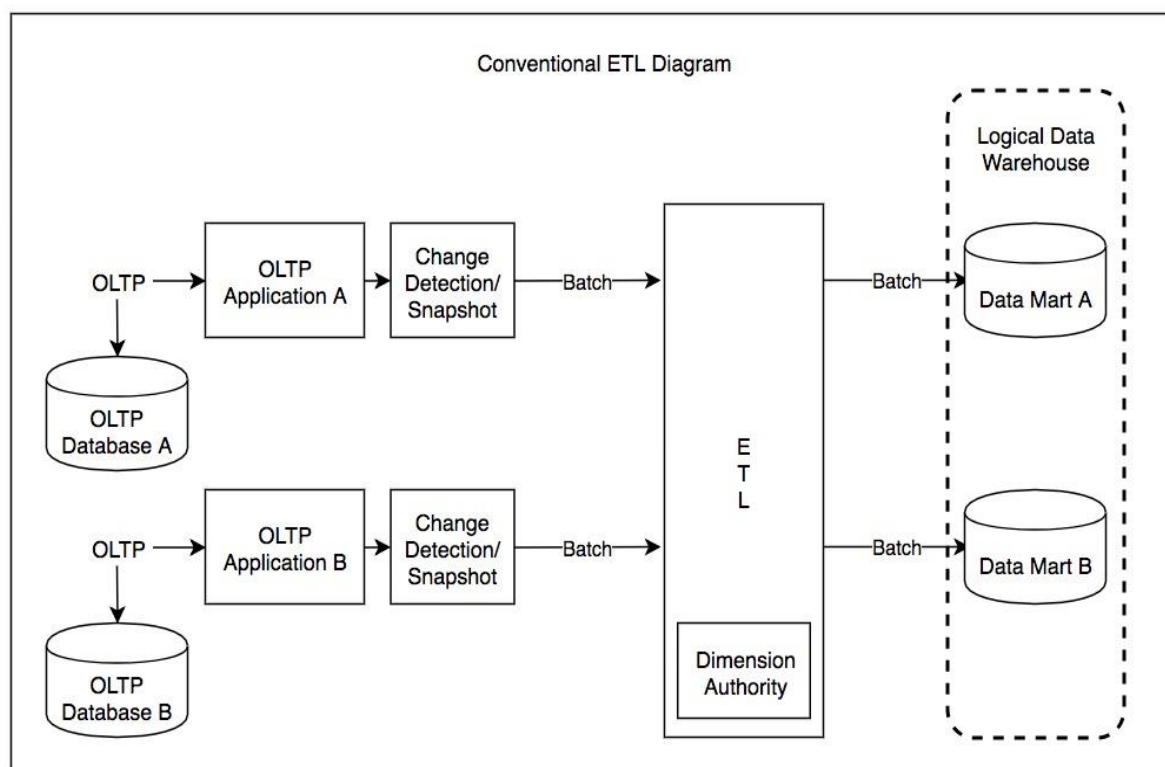 Conventional ETL Diagram
Logical Data
Warehouse
OLTP
OLTP
Application A
Change
Detection/
Snapshot
Batch
Batch
Data Mart A
OLTP
Database A
E
T
L
OLTP
OLTP
Application B
Change
Detection/
Snapshot
Batch
Batch
Data Mart B
OLTP
Database B
Dimension
Authority